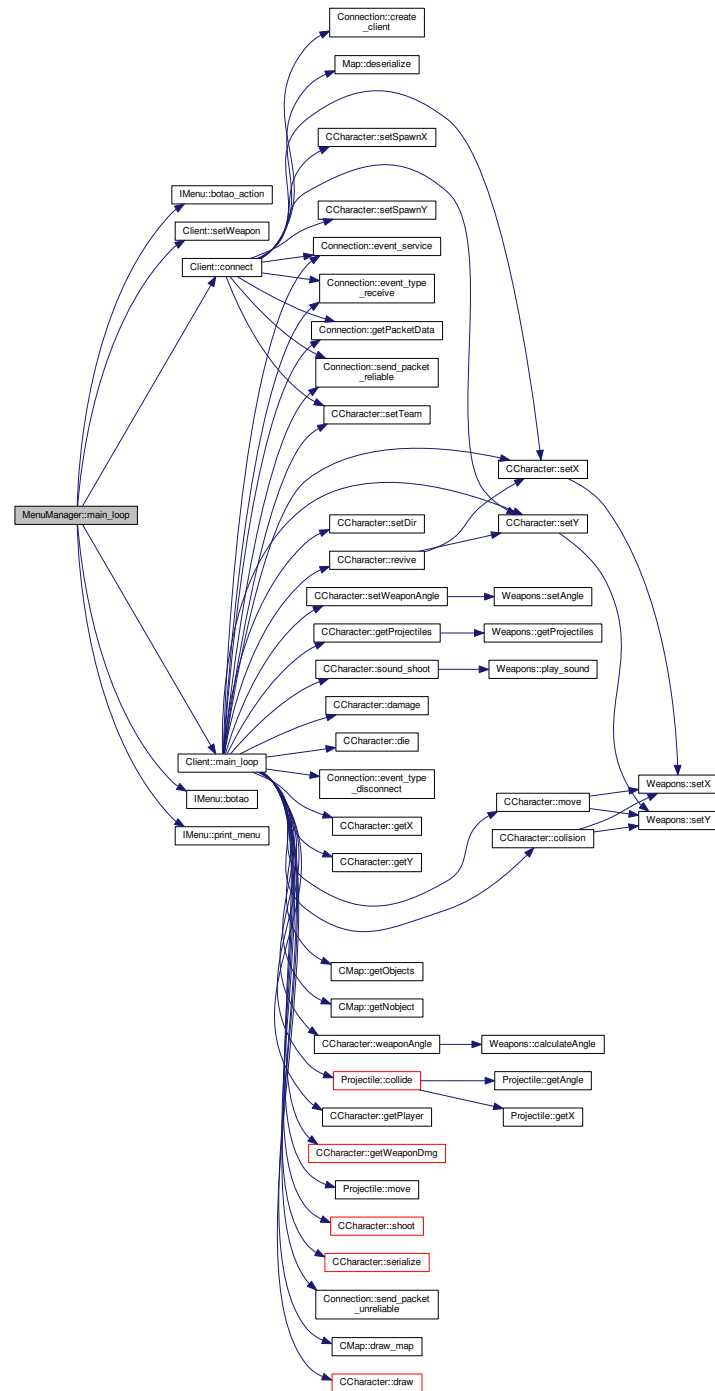 Connection::create
_client
Map::deserialize
CCharacter::setSpawnX
IMenu::botao_action
CCharacter::setSpawnY
Client::setWeapon
Connection::event_service
Client::connect
Connection::event_type
_receive
Connection::getPacketData
Connection::send_packet
_reliable
CCharacter::setTeam
CCharacter::setX
MenuManager::main_loop
CCharacter::setDir
CCharacter::setY
CCharacter::revive
CCharacter::setWeaponAngle
Weapons::setAngle
CCharacter::getProjectiles
Weapons::getProjectiles
CCharacter::sound_shoot
Weapons::play_sound
CCharacter::damage
CCharacter::die
Client::main_loop
Connection::event_type
_disconnect
Weapons::setX
IMenu::botao
CCharacter::move
CCharacter::getX
Weapons::setY
IMenu::print_menu
CCharacter::colision
CCharacter::getY
CMap::getObjects
CMap::getNobject
CCharacter::weaponAngle
Weapons::calculateAngle
Projectile::collide
Projectile::getAngle
CCharacter::getPlayer
Projectile::getX
CCharacter::getWeaponDmg
Projectile::move
CCharacter::shoot
CCharacter::serialize
Connection::send_packet
_unreliable
CMap::draw_map
CCharacter::draw